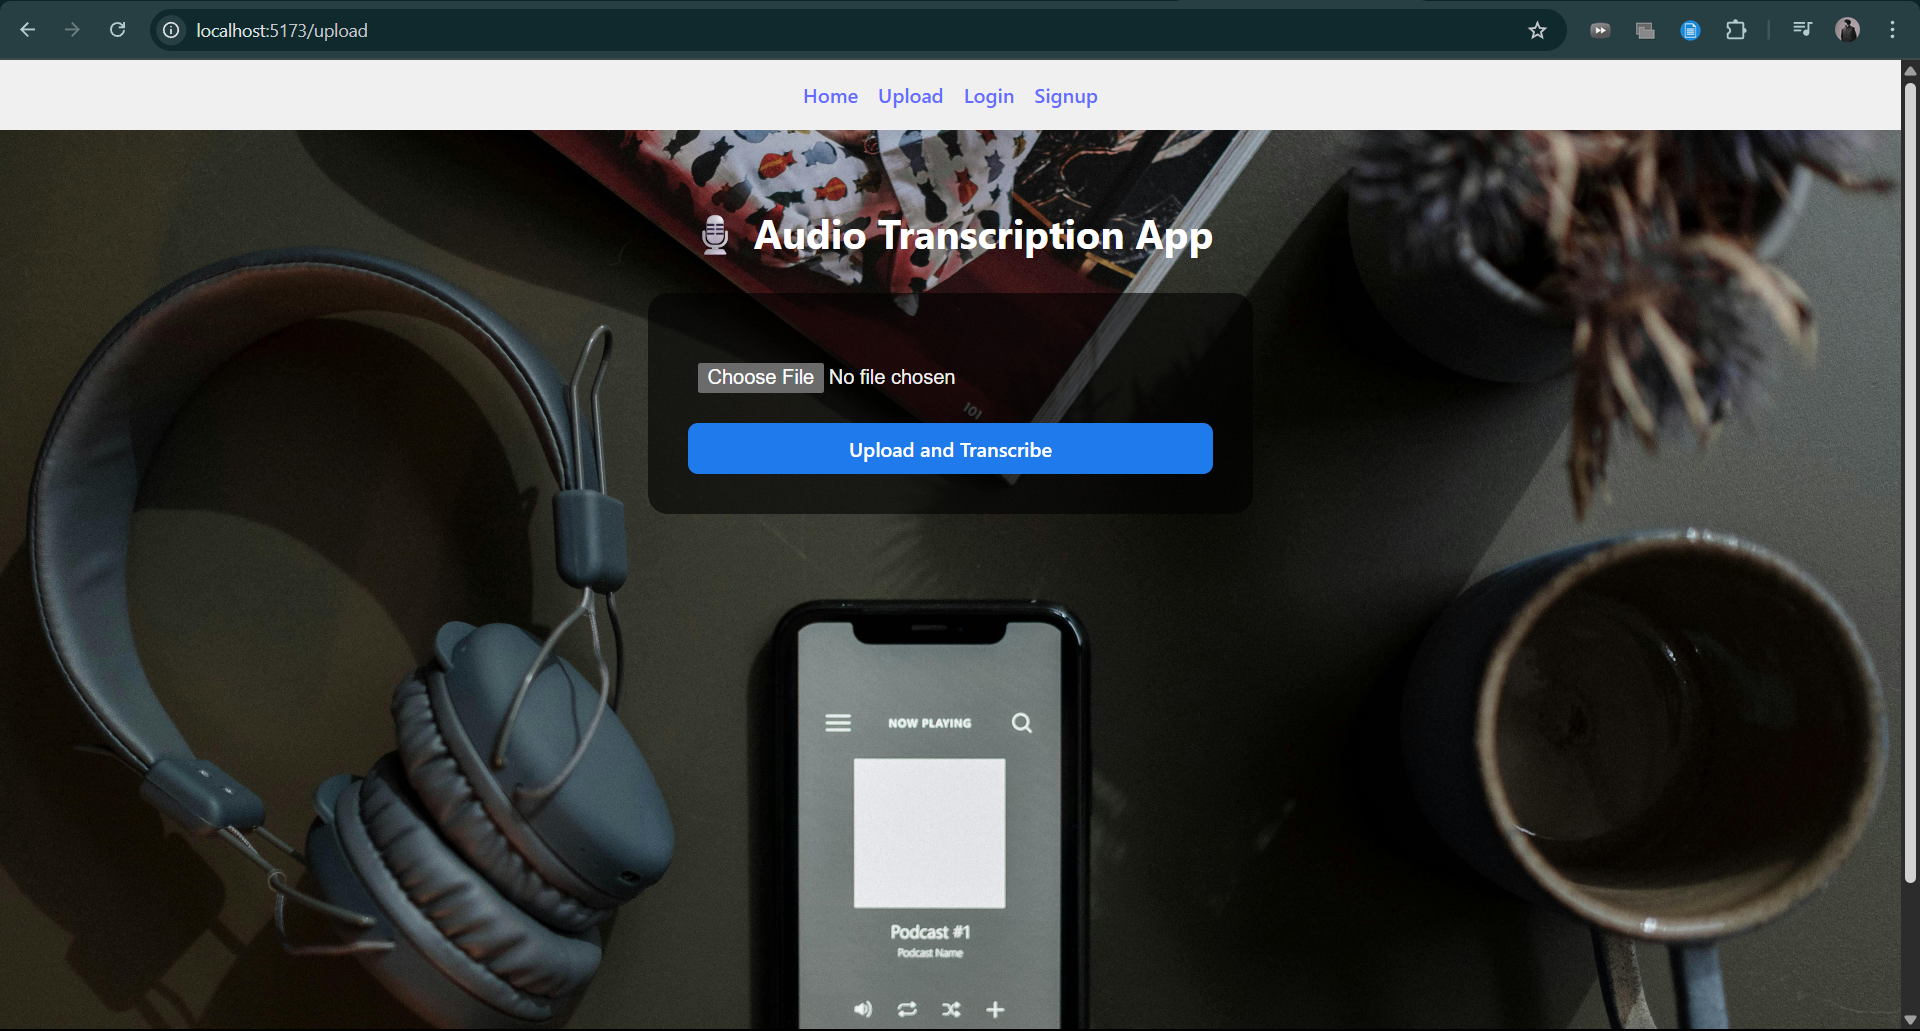 localhost:5173/upload
Home Upload Login Signup
Audio Transcription App
101
Choose File No file chosen
Upload and Transcribe
NOW PLAYING
Podcast #1
Podcast Name